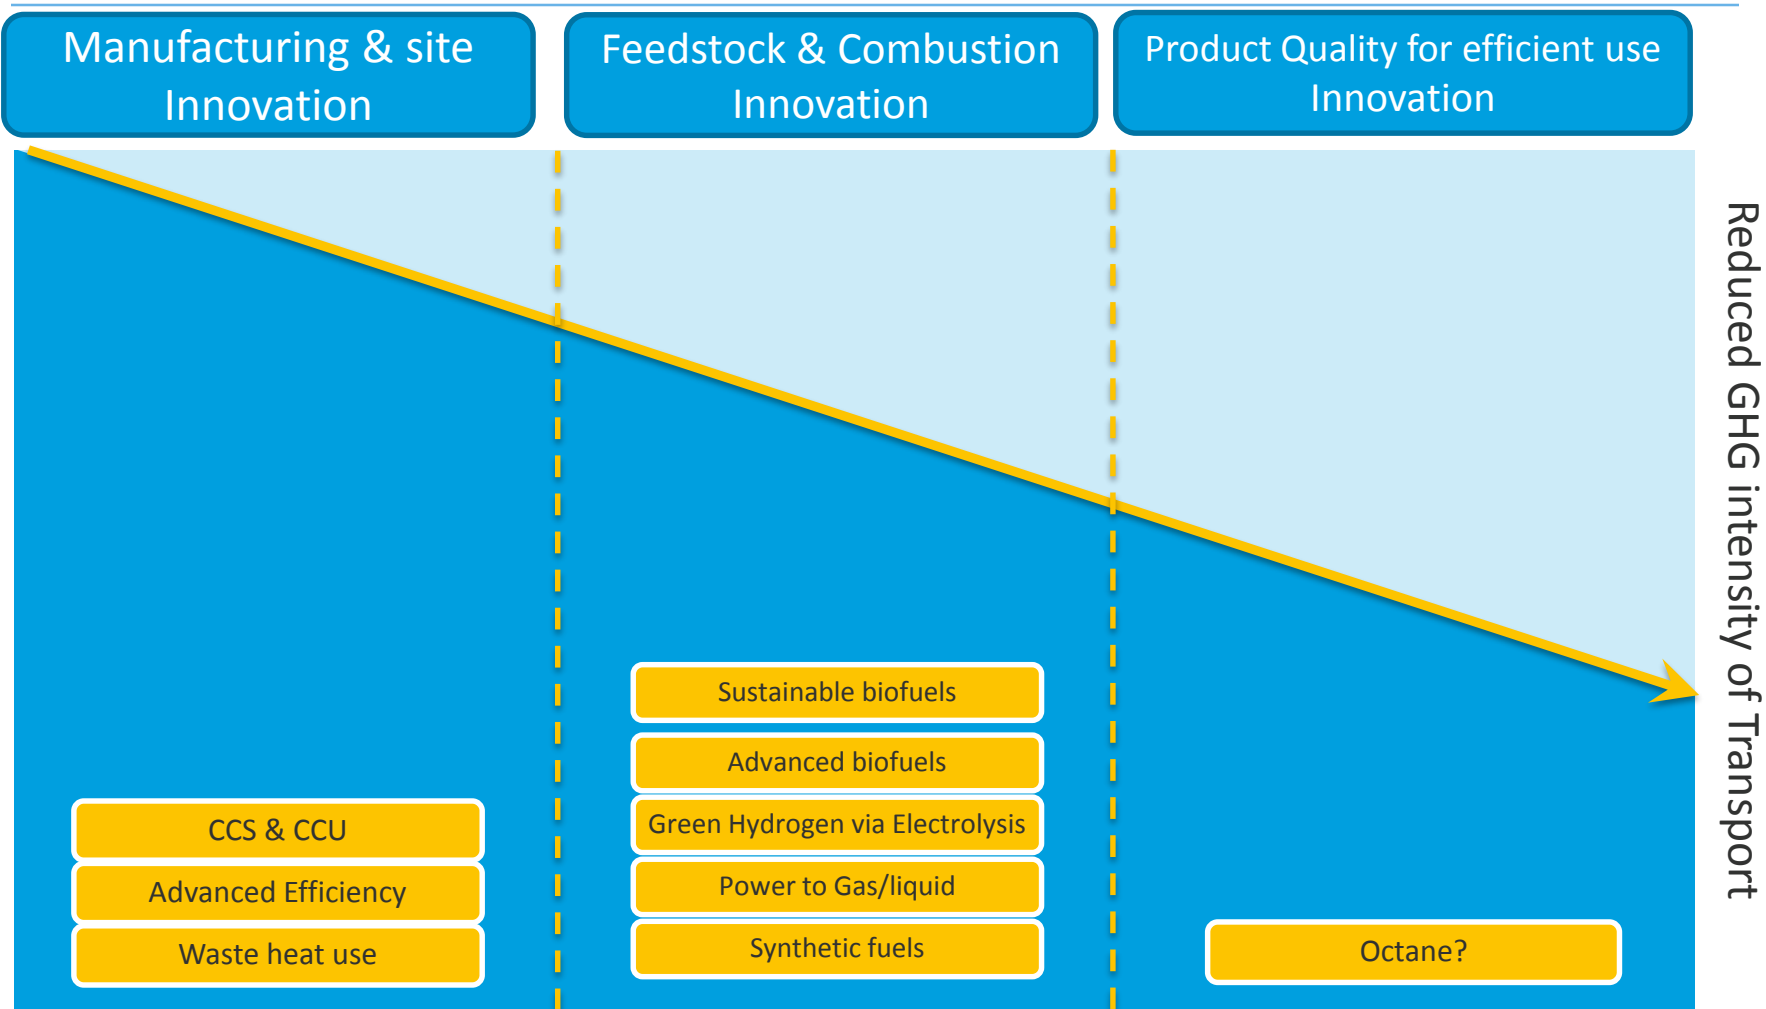 Manufacturing & site
Innovation
Feedstock & Combustion
Innovation
Product Quality for efficient use
Innovation
CCS & CCU
Advanced Efficiency
Waste heat use
Sustainable biofuels
Advanced biofuels
Green Hydrogen via Electrolysis
Power to Gas/liquid
Synthetic fuels
Octane?
Reduced GHG intensity of Transport